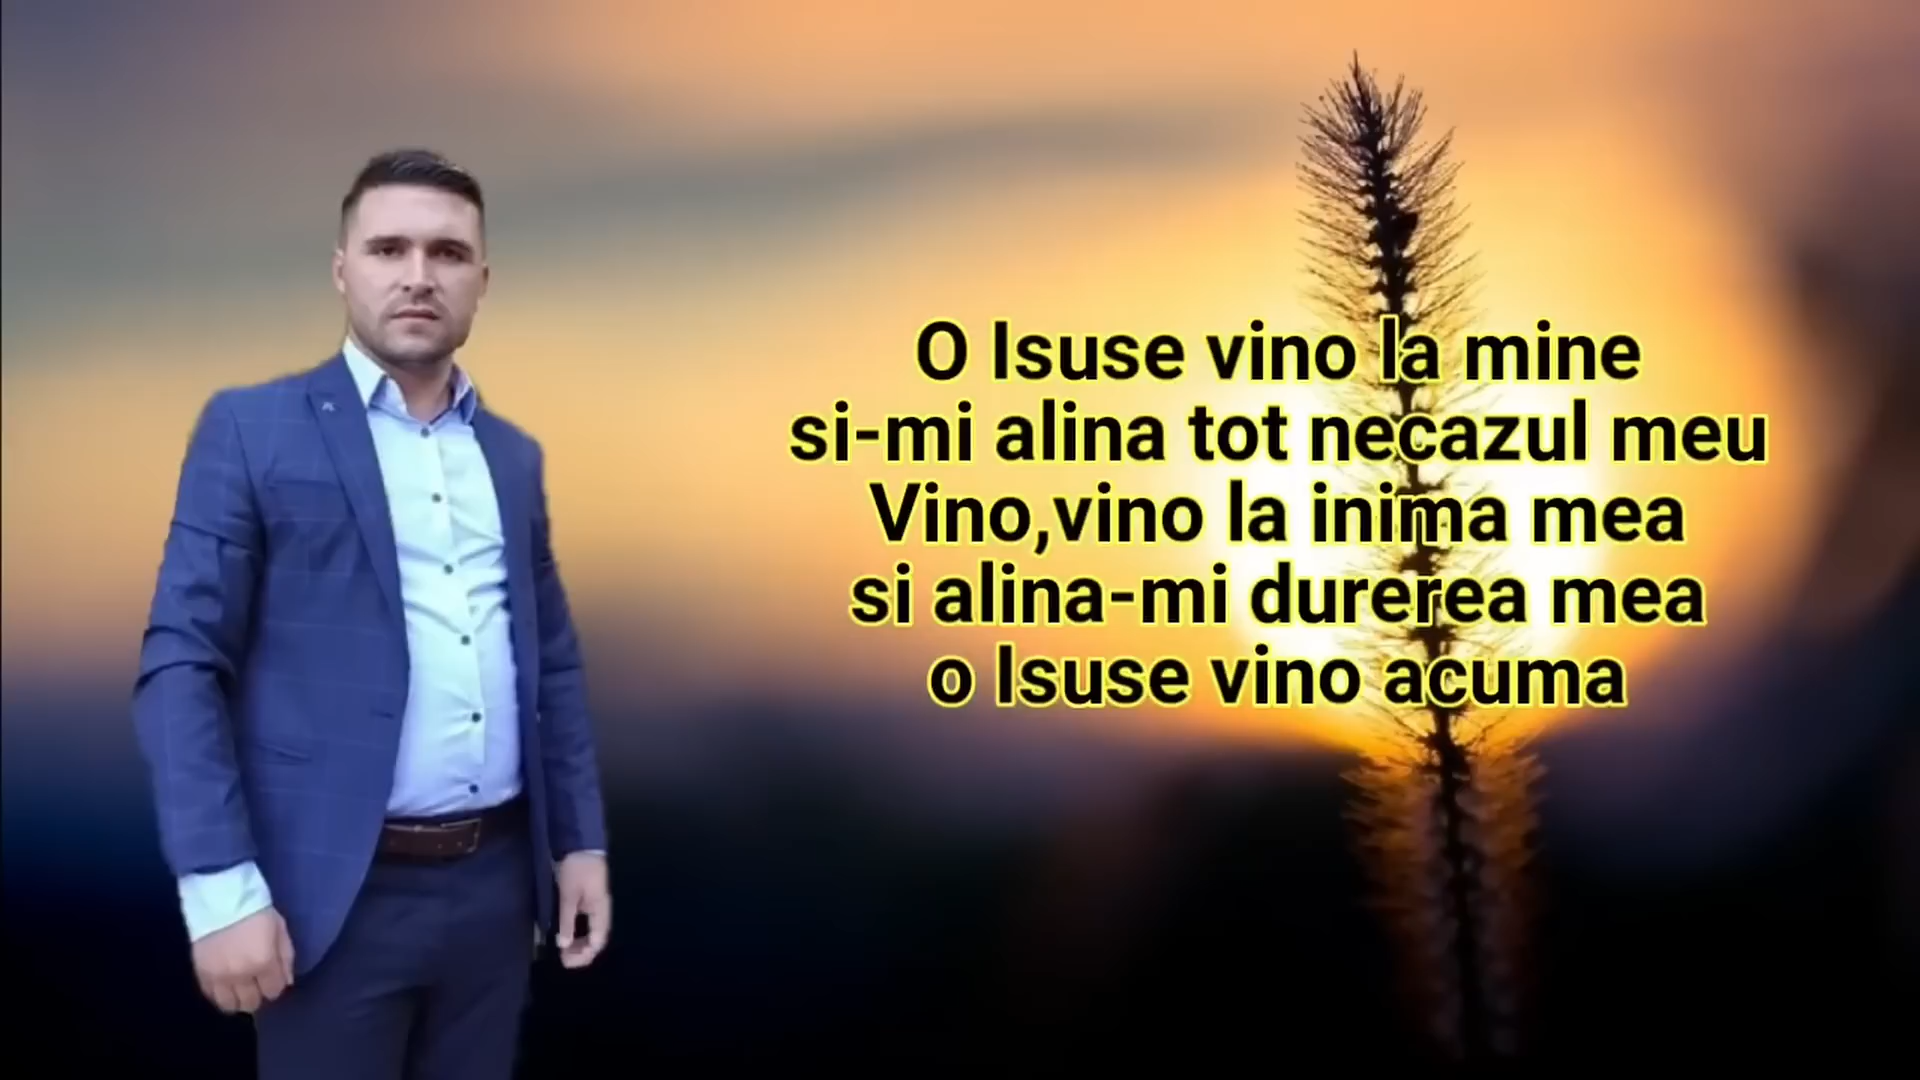 O Isuse vino la mine
si-mi alina tot necazul meu
Vino,vino la inima mea
si alina-mi durerea mea
o Isuse vino acuma